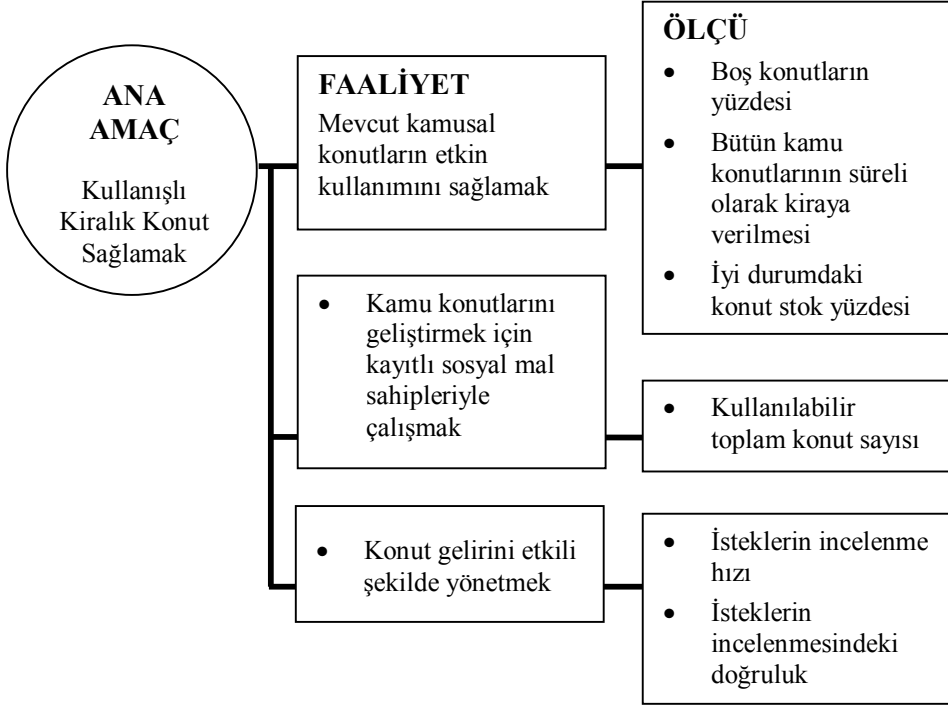 ANA
AMAÇ
Kullanışlı
Kiralık Konut
Sağlamak
FAALİYET
Mevcut kamusal
konutların etkin
kullanımını sağlamak
ÖLÇÜ
• Boş konutların
yüzdesi
• Bütün kamu
konutlarının süreli
olarak kiraya
verilmesi
• İyi durumdaki
konut stok yüzdesi
• Kamu konutlarını
geliştirmek için
kayıtlı sosyal mal
sahipleriyle
çalışmak
• Kullanılabilir
toplam konut sayısı
• Konut gelirini etkili
şekilde yönetmek
• İsteklerin incelenme
hızı
• İsteklerin
incelenmesindeki
doğruluk